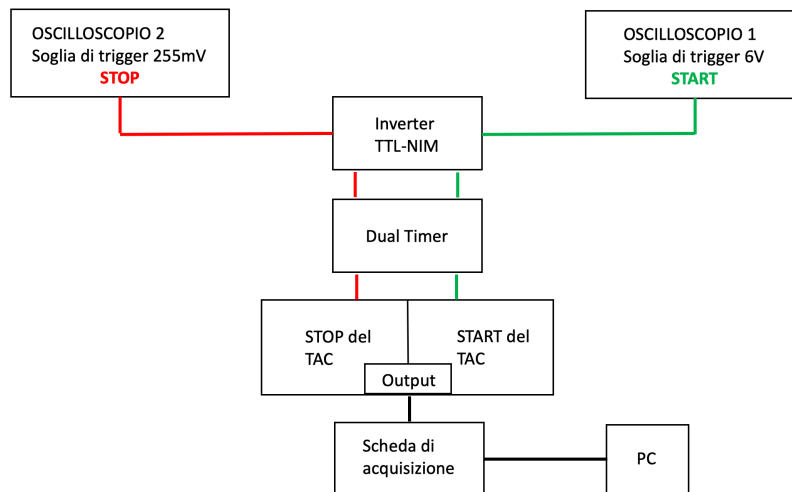 OSCILLOSCOPIO 2
Soglia di trigger 255mV
STOP
OSCILLOSCOPIO 1
Soglia di trigger 6V
START
Inverter
TTL-NIM
Dual Timer
STOP del
TAC
START del
TAC
Output
Scheda di
acquisizione
PC